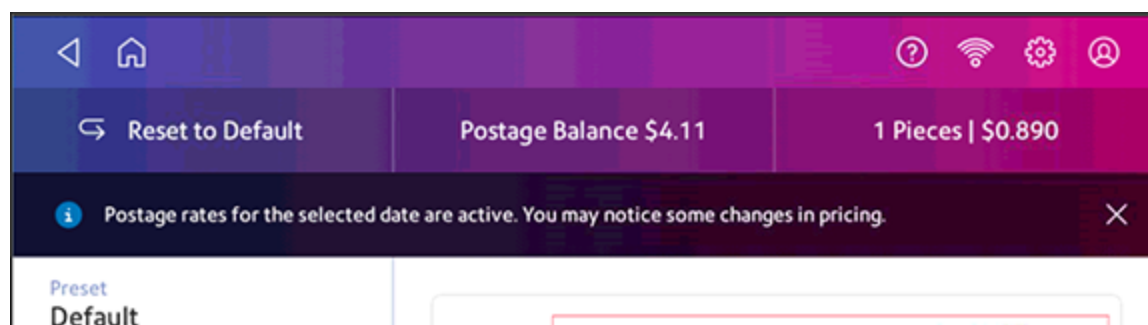 Reset to Default
Postage Balance $4.11
1 Pieces | $0.890
Postage rates for the selected date are active. You may notice some changes in pricing.
Preset
Default